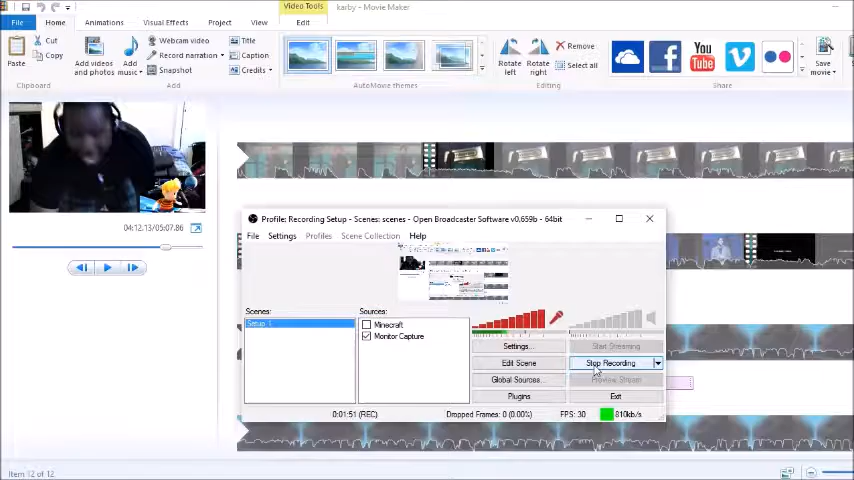 Video Tools
karby - Movie Maker
File Home Animations Visual Effects Project View Edit
Paste
Cut
Copy
Clipboard
Add videos and photos
Add music
Webcam video
Record narration
Snapshot
Title
Caption
Credits
Add
AutoMovie themes
Rotate left
Rotate right
Remove
Select all
Editing
You Tube
Share
Save movie
04:12.13/05:07.86
Profile: Recording Setup - Scenes: scenes - Open Broadcaster Software v0.659b - 64bit
File Settings Profiles Scene Collection Help
Scenes:
Setup 1
Sources:
Minecraft
Monitor Capture
Settings...
Start Streaming
Edit Scene
Stop Recording
Global Sources...
Preview Stream
Plugins
Exit
0:01:51 (REC)
Dropped Frames: 0 (0.00%)
FPS: 30
810kb/s
Item 12 of 12